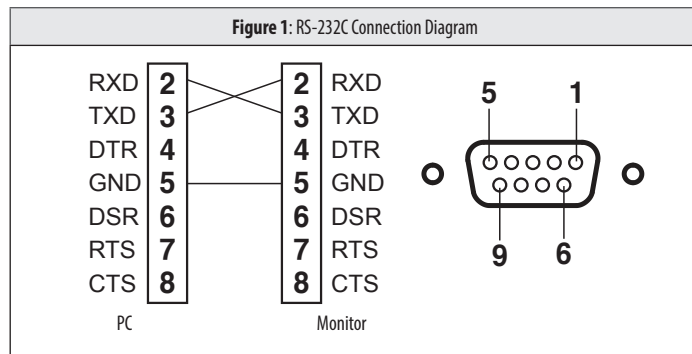 Figure 1: RS-232C Connection Diagram
RXD 2 2 RXD
TXD 3 3 TXD
DTR 4 4 DTR
GND 5 5 GND
DSR 6 6 DSR
RTS 7 7 RTS
CTS 8 8 CTS
PC Monitor
5 1
9 6